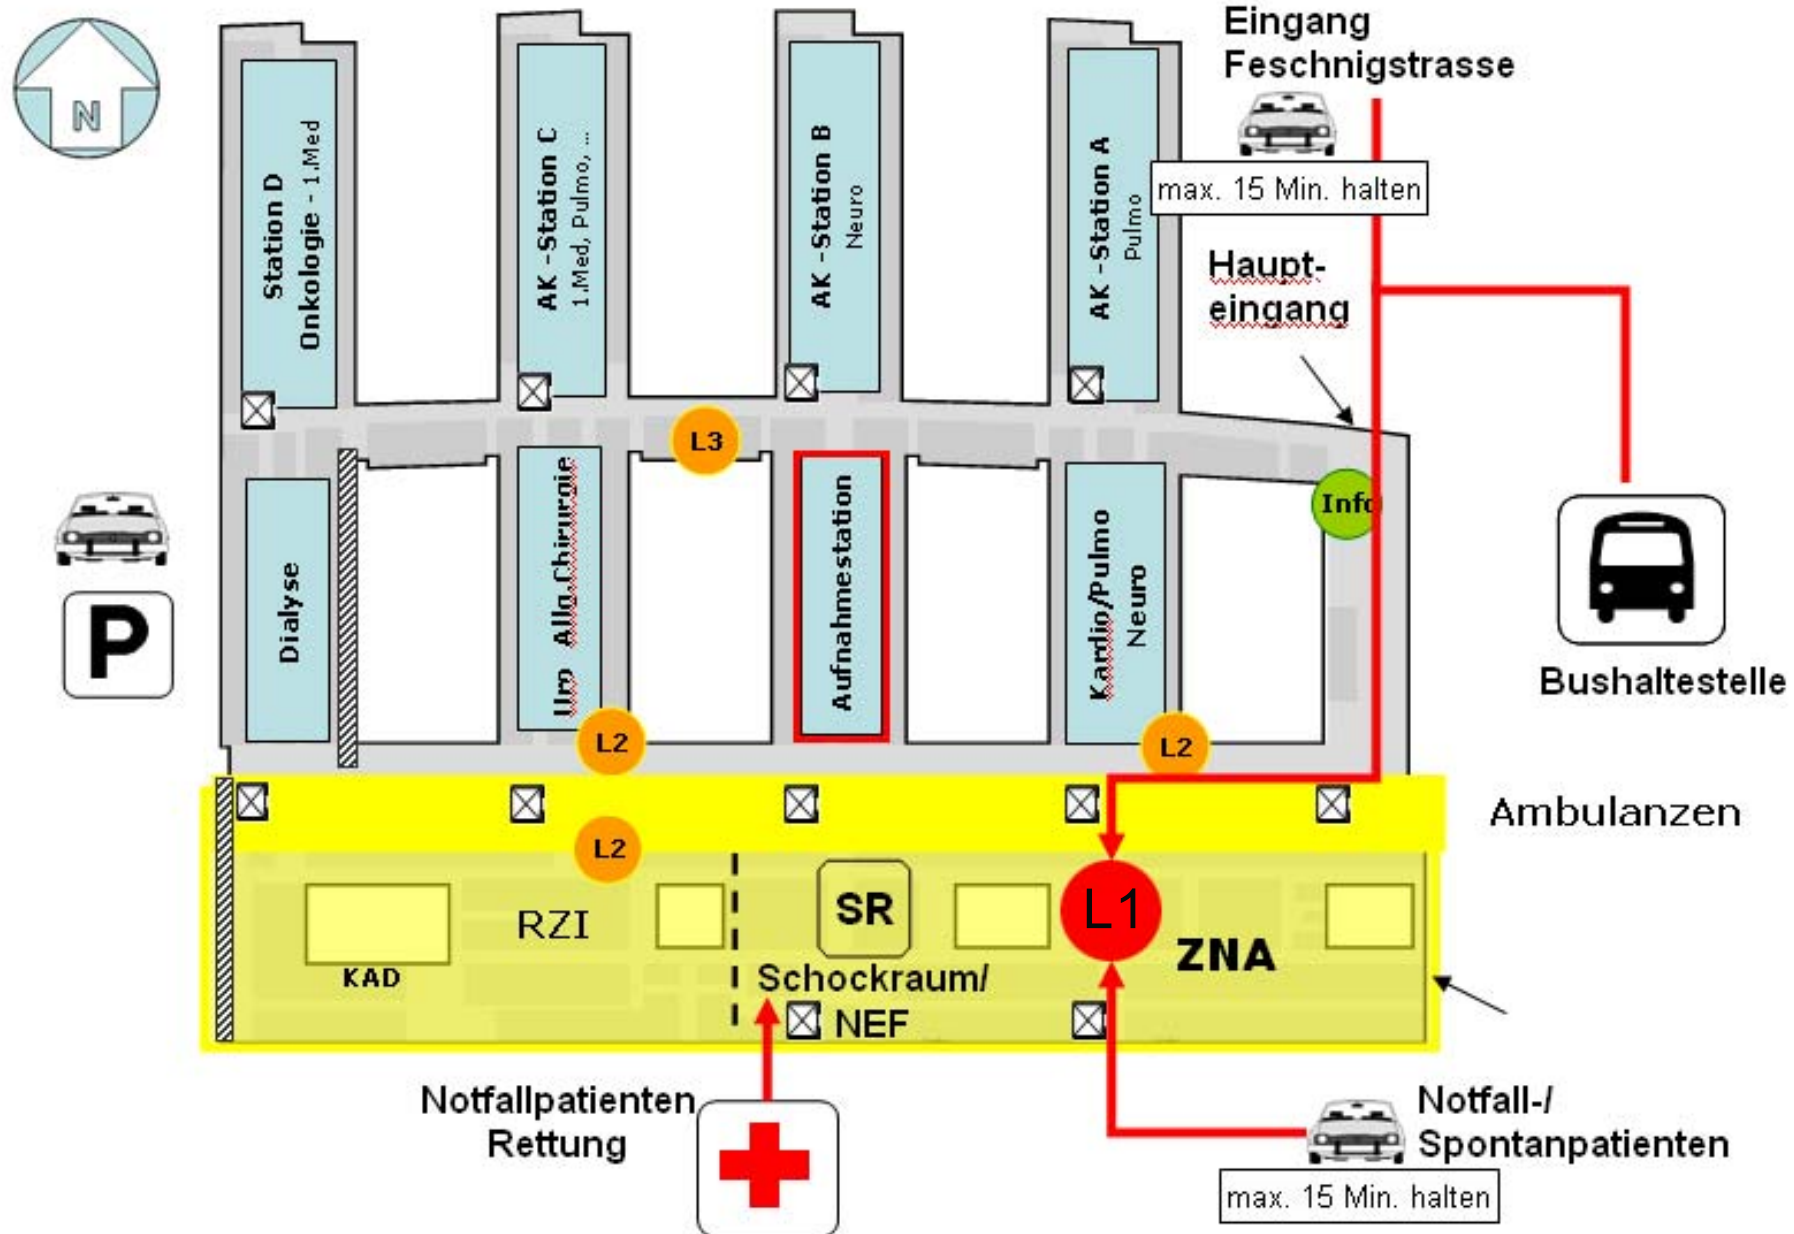 Eingang
Feschnigstrasse
N
max. 15 Min. halten
Station D
Onkologie - 1.Med
AK -Station C
1.Med, Pulmo, ...
AK -Station B
Neuro
AK -Station A
Pulmo
Haupt-
eingang
L3
Info
P
Dialyse
Uro Allg.Chirurgie
Aufnahmestation
Kardio/Pulmo
Neuro
Bushaltestelle
L2
L2
Ambulanzen
L2
SR
L1
RZI
ZNA
KAD
Schockraum/
NEF
Notfallpatienten
Rettung
Notfall-/
Spontanpatienten
max. 15 Min. halten